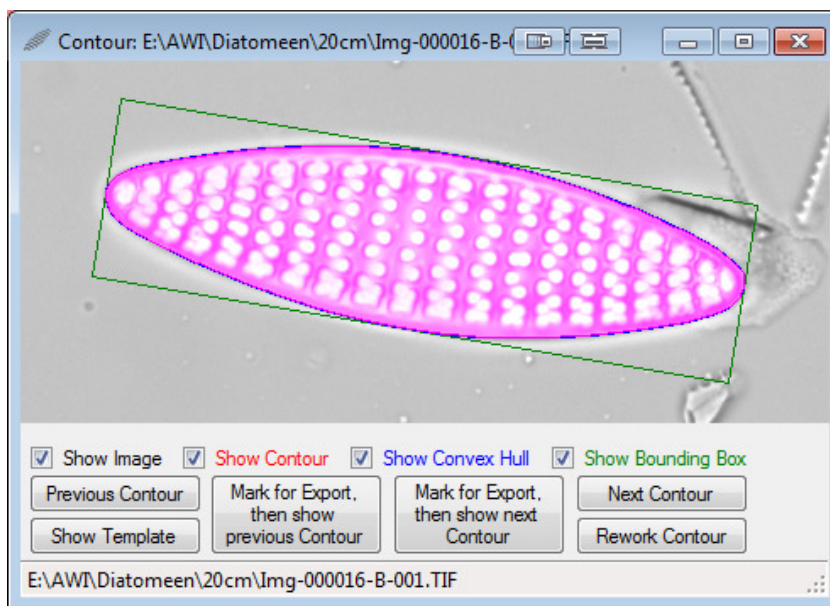 Contour: E:\AWI\Diatomeen\20cm\Img-000016-B-0
Show Image Show Contour Show Convex Hull Show Bounding Box
Previous Contour
Mark for Export,
then show
previous Contour
Mark for Export,
then show next
Contour
Next Contour
Show Template
Rework Contour
E:\AWI\Diatomeen\20cm\Img-000016-B-001.TIF